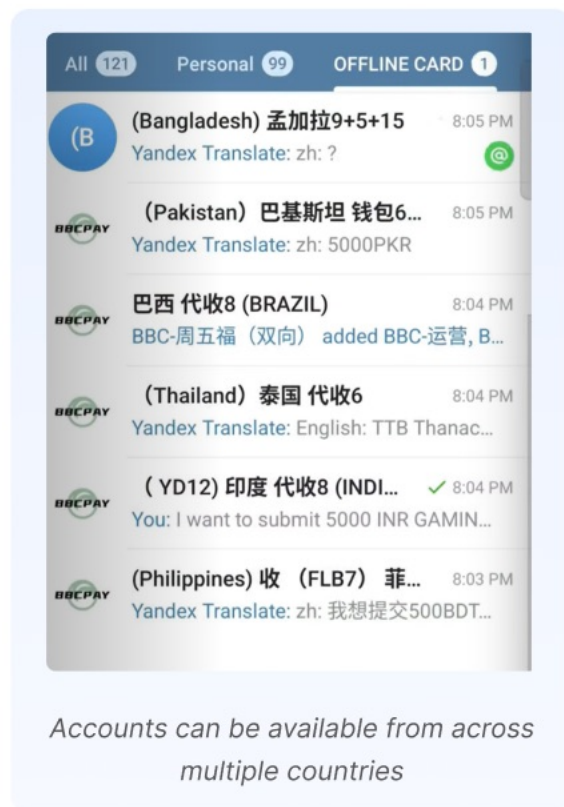 All 121 Personal 99 OFFLINE CARD 1
(B
(Bangladesh) 孟加拉9+5+15 8:05 PM
Yandex Translate: zh: ?
BBCPAY
（Pakistan）巴基斯坦 钱包6... 8:05 PM
Yandex Translate: zh: 5000PKR
BBCPAY
巴西 代收8 (BRAZIL) 8:04 PM
BBC-周五福（双向） added BBC-运营, B...
BBCPAY
（Thailand）泰国 代收6 8:04 PM
Yandex Translate: English: TTB Thanac...
BBCPAY
（ YD12) 印度 代收8 (INDI... 8:04 PM
You: I want to submit 5000 INR GAMIN...
BBCPAY
(Philippines) 收 （FLB7） 菲... 8:03 PM
Yandex Translate: zh: 我想提交500BDT...
Accounts can be available from across
multiple countries